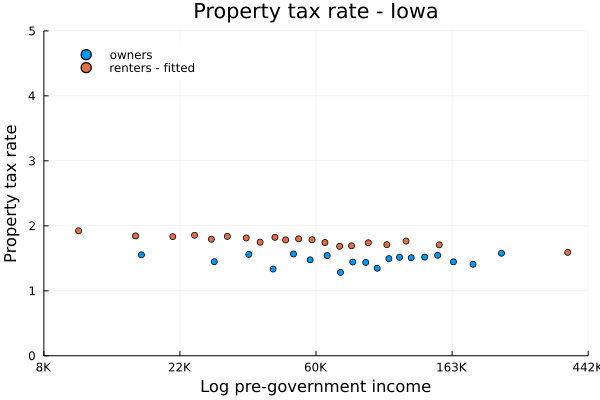 Property tax rate - Iowa
owners
renters - fitted
Property tax rate
5
4
3
2
1
0
8K 22K 60K 163K 442K
Log pre-government income